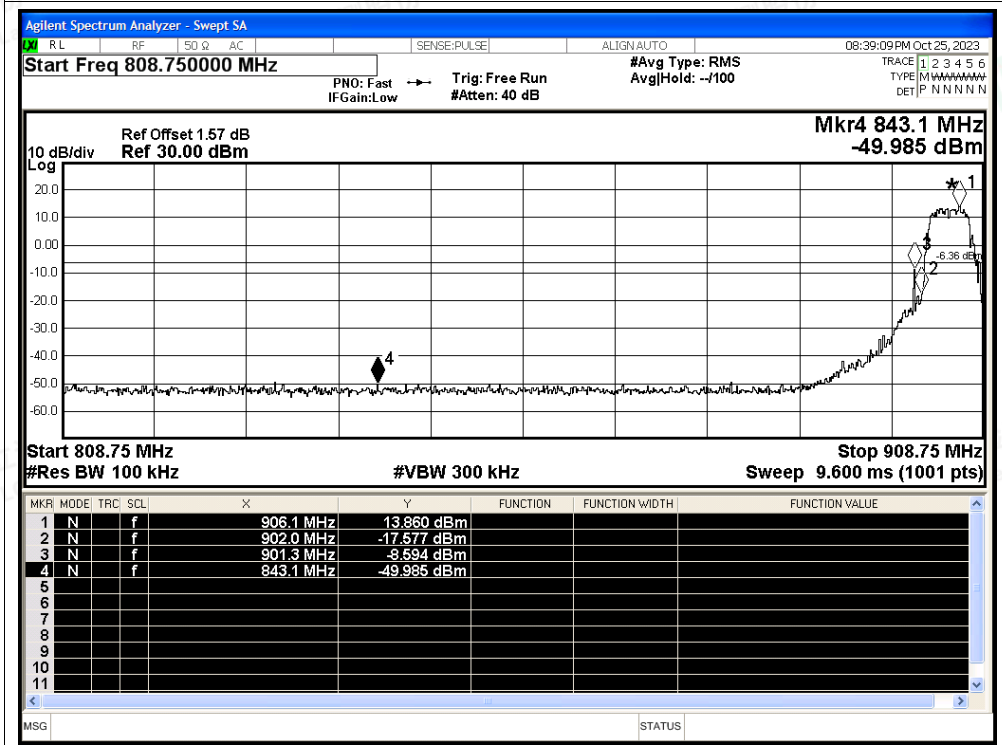 Agilent Spectrum Analyzer - Swept SA
LXI RL RF 50 Ω AC SENSE:PULSE ALIGN AUTO 08:39:09 PM Oct 25, 2023
Start Freq 808.750000 MHz
PNO: Fast
IFGain:Low
Trig: Free Run
#Atten: 40 dB
#Avg Type: RMS
Avg|Hold: --/100
TRACE 1 2 3 4 5 6
TYPE M
DET P N N N N N
Mkr4 843.1 MHz
-49.985 dBm
Ref Offset 1.57 dB
10 dB/div Ref 30.00 dBm
Log
20.0
10.0
0.00
-10.0
-20.0
-30.0
-40.0
-50.0
-60.0
* 1
3
-6.36 dBm
2
4
Start 808.75 MHz Stop 908.75 MHz
#Res BW 100 kHz #VBW 300 kHz Sweep 9.600 ms (1001 pts)
MKR MODE TRC SCL X Y FUNCTION FUNCTION WIDTH FUNCTION VALUE
1 N f 906.1 MHz 13.860 dBm
2 N f 902.0 MHz -17.577 dBm
3 N f 901.3 MHz -8.594 dBm
4 N f 843.1 MHz -49.985 dBm
5
6
7
8
9
10
11
MSG STATUS